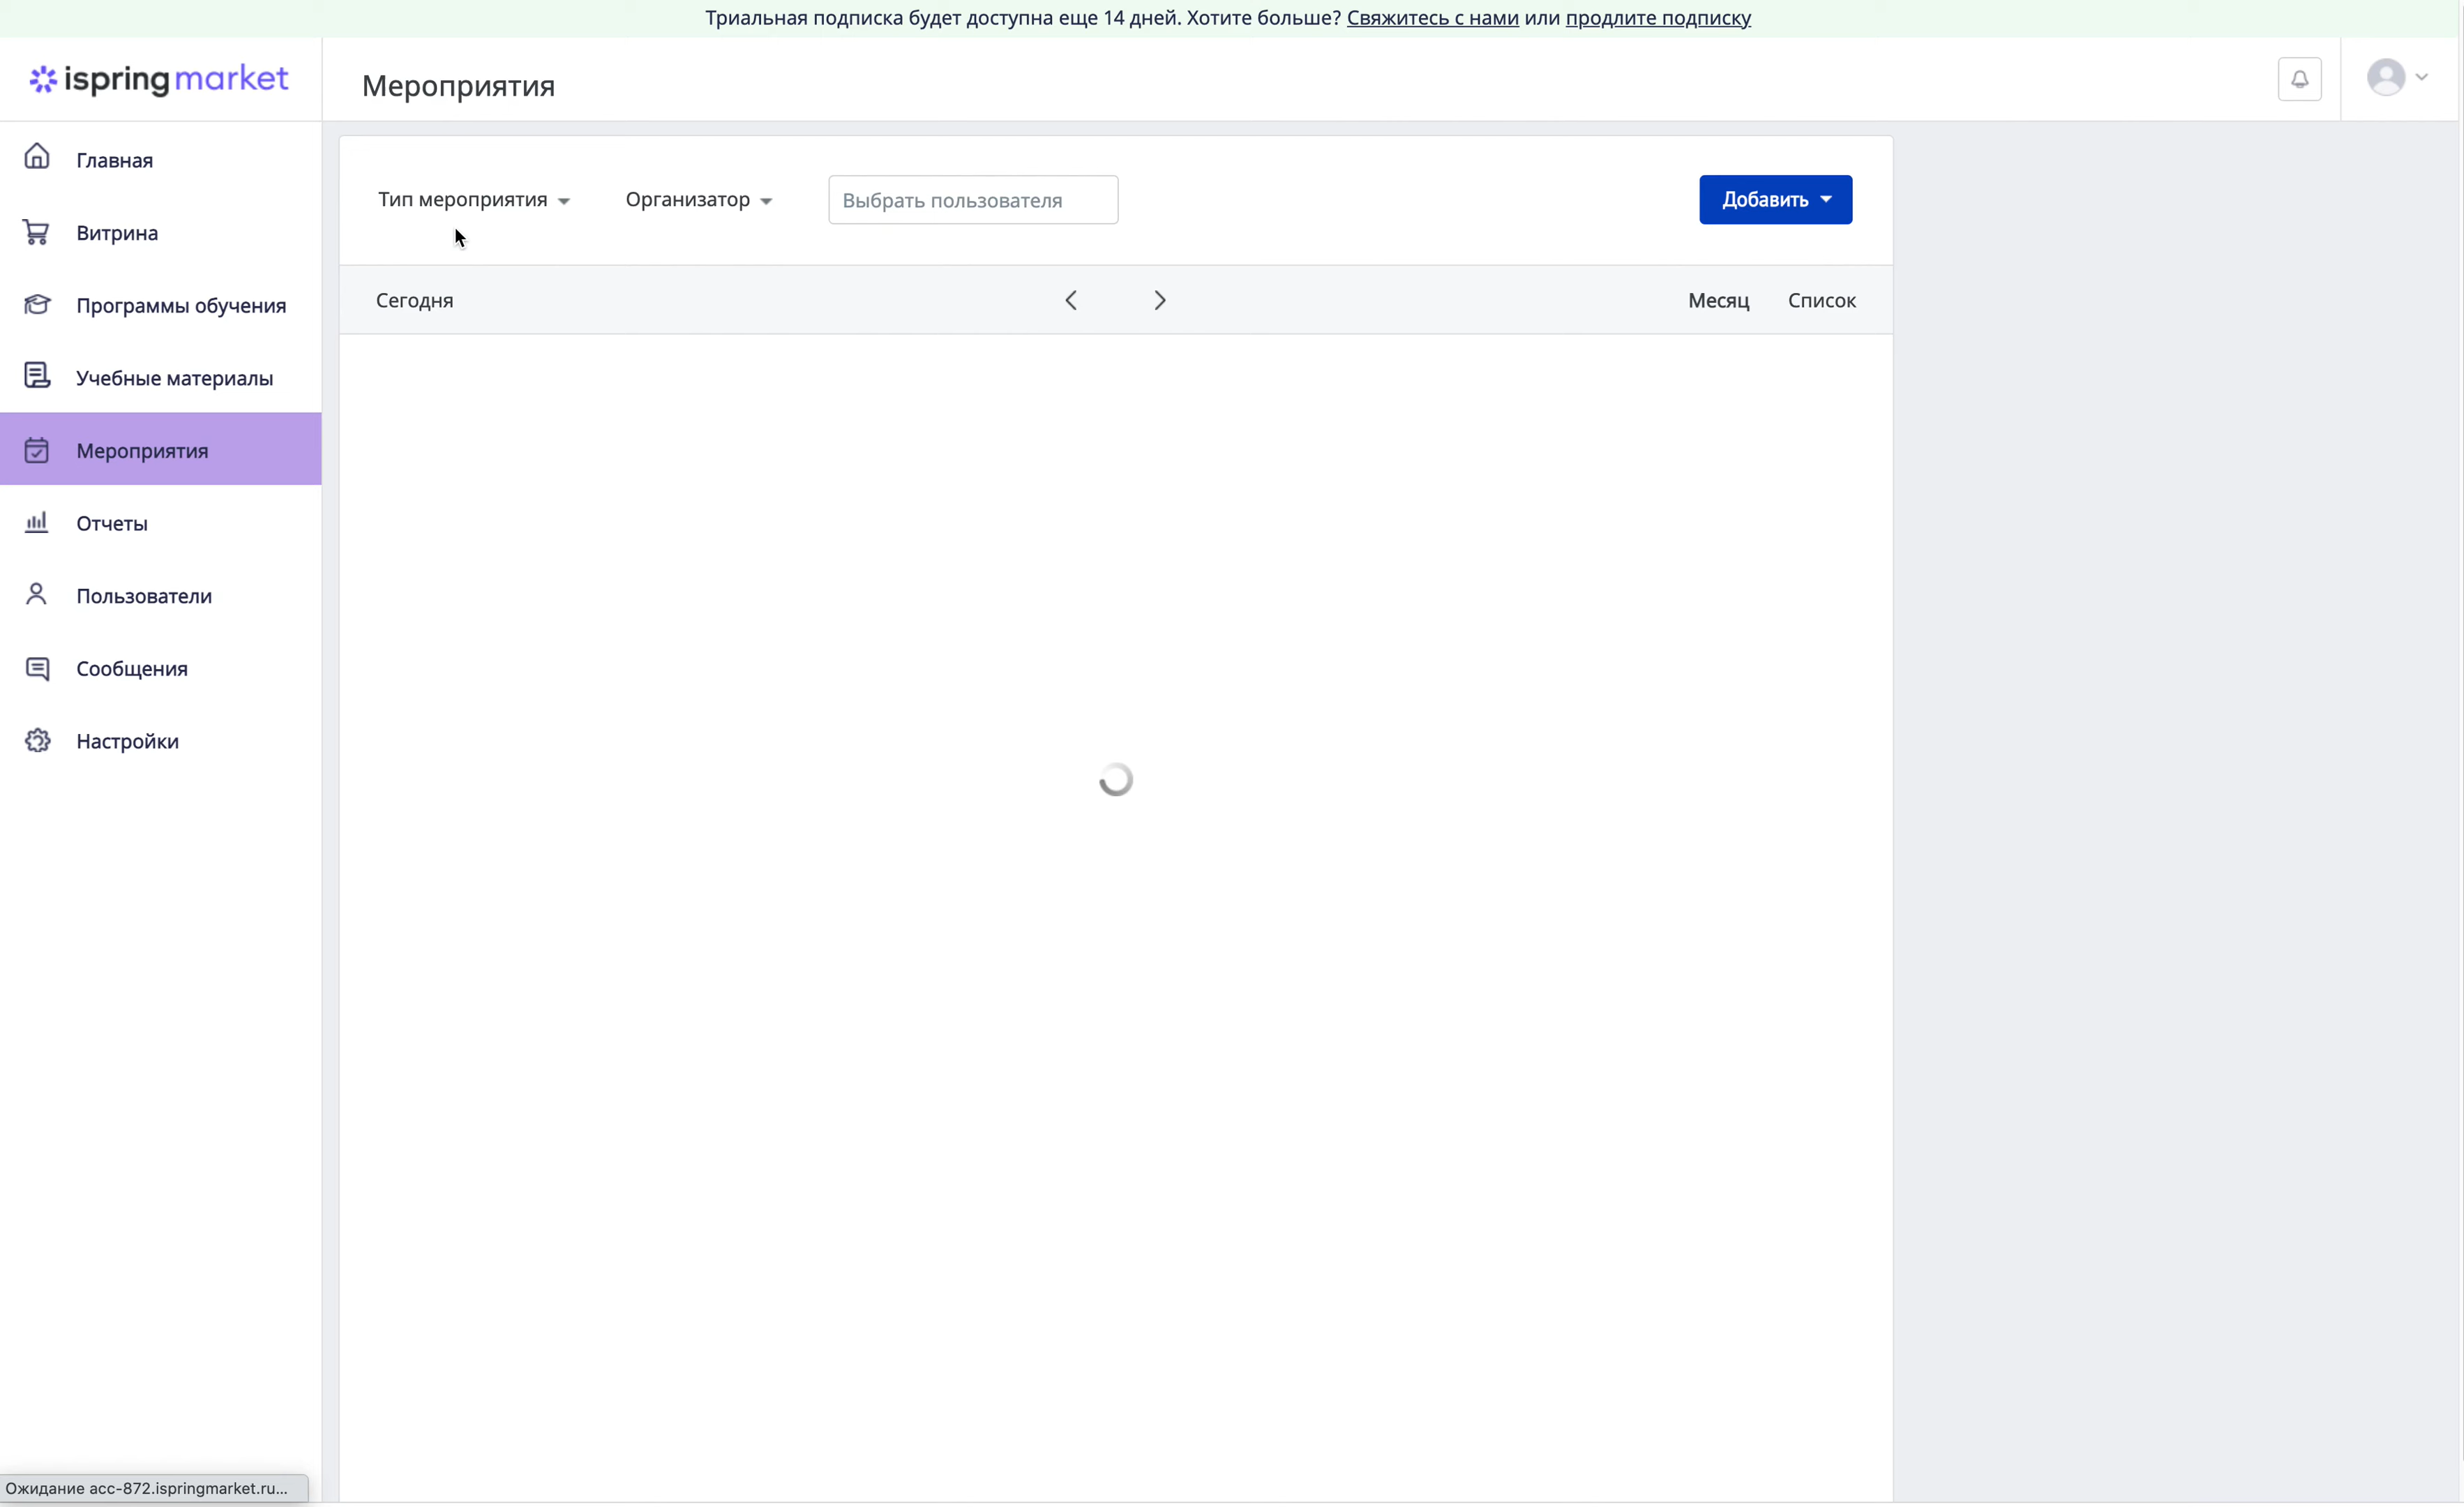 Триальная подписка будет доступна еще 14 дней. Хотите больше? Свяжитесь с нами или продлите подписку
ispring market
Мероприятия
Главная
Витрина
Программы обучения
Учебные материалы
Мероприятия
Отчеты
Пользователи
Сообщения
Настройки
Тип мероприятия
Организатор
Выбрать пользователя
Добавить
Сегодня
Месяц
Список
Ожидание acc-872.ispringmarket.ru...